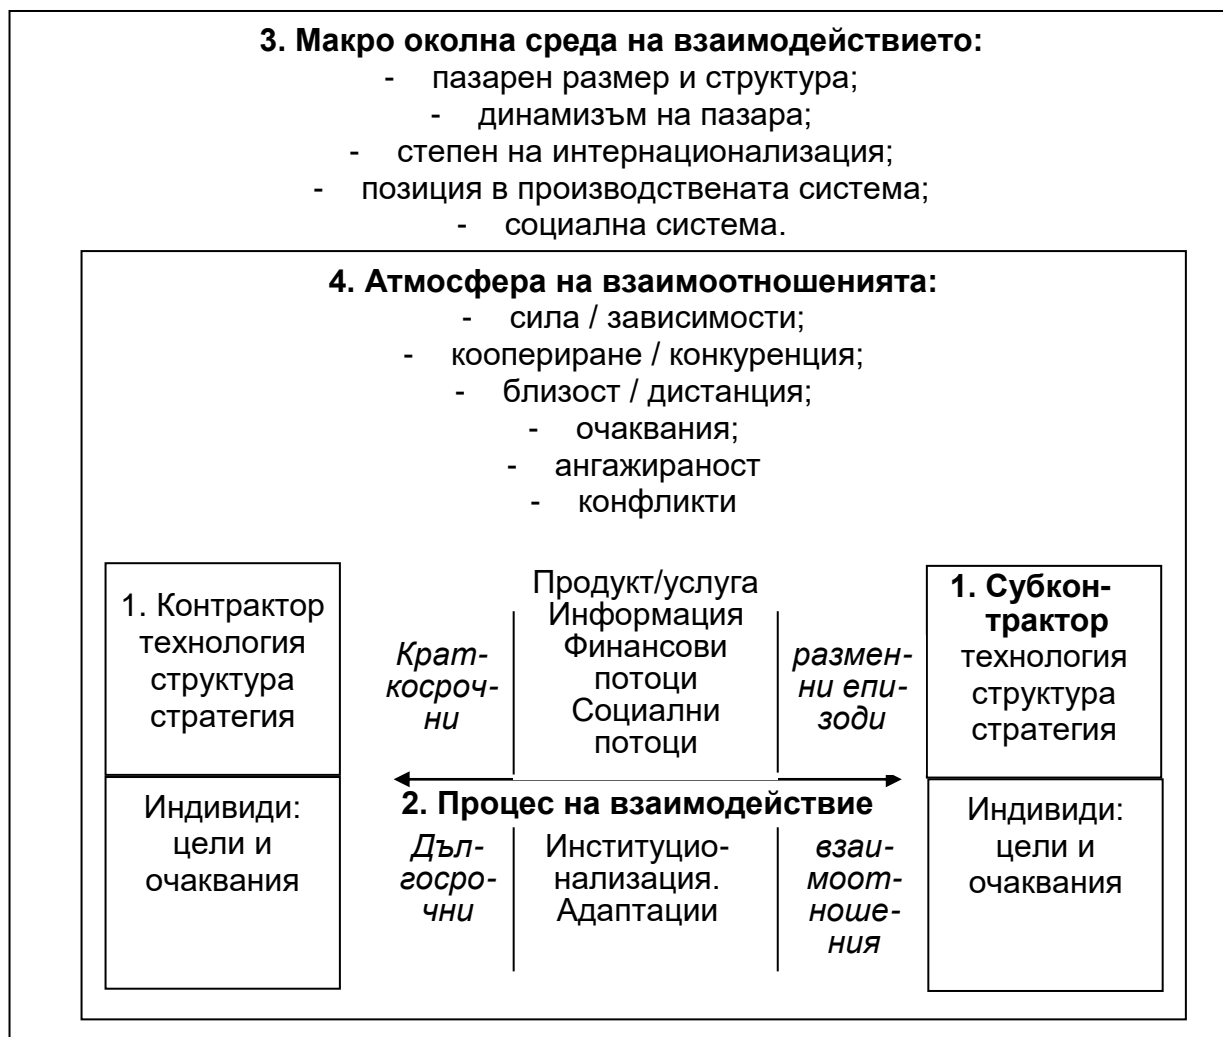 3. Макро околна среда на взаимодействието:
- пазарен размер и структура;
- динамизъм на пазара;
- степен на интернационализация;
- позиция в производствената система;
- социална система.
4. Атмосфера на взаимоотношенията:
- сила / зависимости;
- коопериране / конкуренция;
- близост / дистанция;
- очаквания;
- ангажираност
- конфликти
1. Контрактор
технология
структура
стратегия
Крат-
косроч-
ни
Продукт/услуга
Информация
Финансови
потоци
Социални
потоци
размен-
ни епи-
зоди
1. Субкон-
трактор
технология
структура
стратегия
2. Процес на взаимодействие
Индивиди:
цели и
очаквания
Дъл-
госро-
чни
Институцио-
нализация.
Адаптации
взаи-
моот-
ноше-
ния
Индивиди:
цели и
очаквания